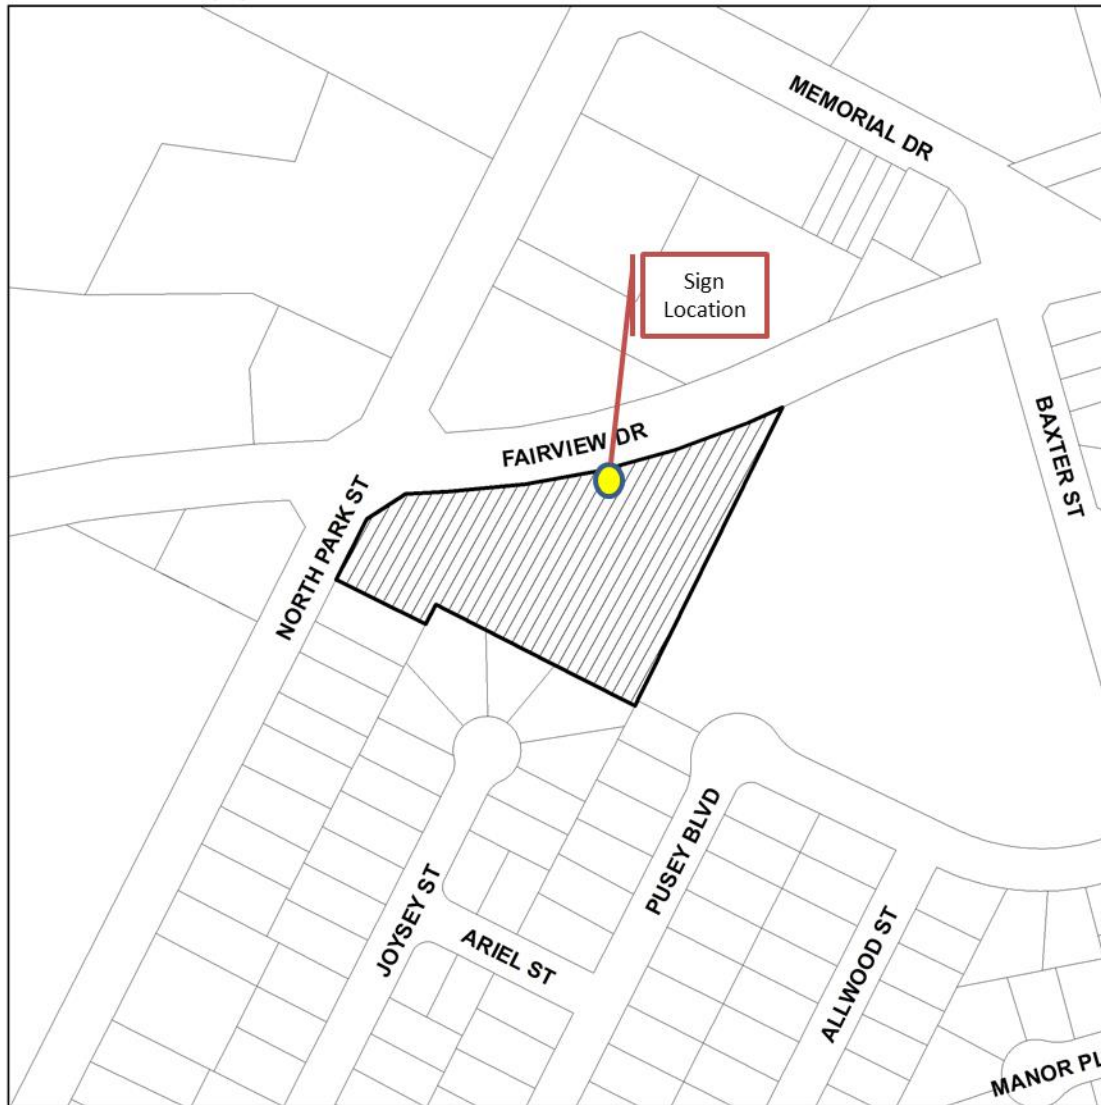 MEMORIAL DR
Sign
Location
BAXTER ST
FAIRVIEW DR
NORTH PARK ST
PUSEY BLVD
JOYSEY ST
ARIEL ST
ALLWOOD ST
MANOR PL